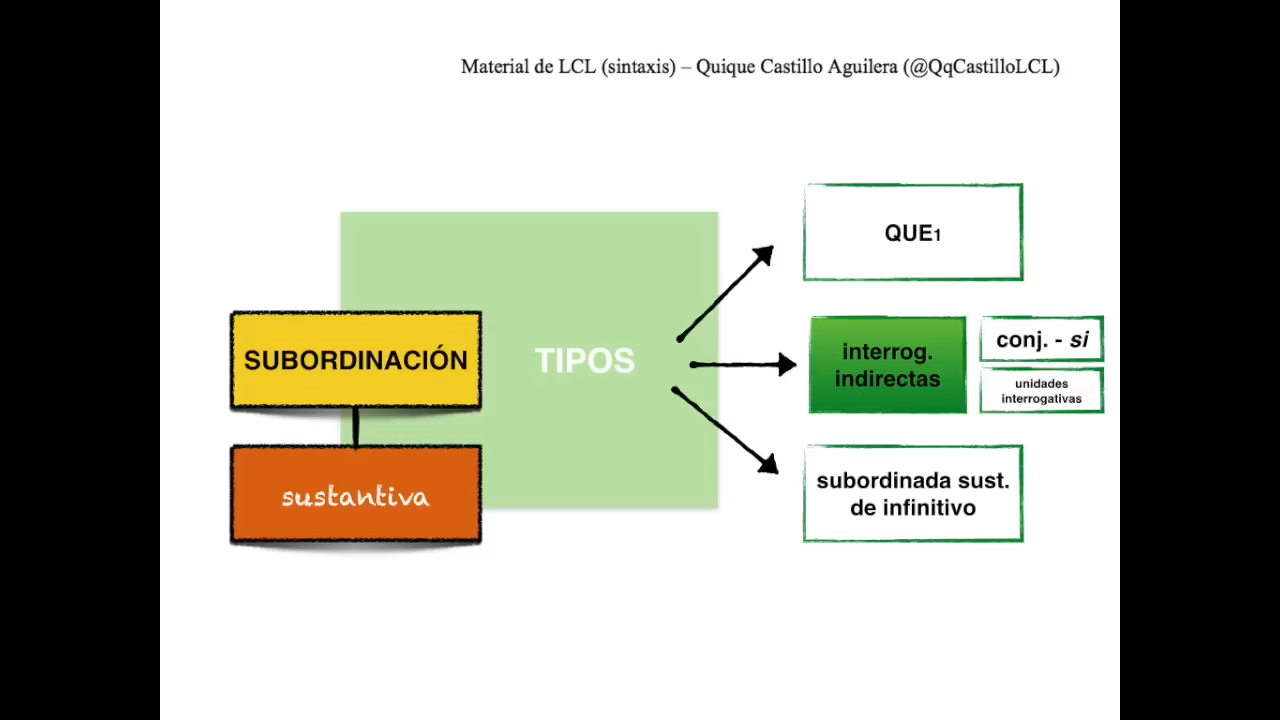 Material de LCL (sintaxis) – Quique Castillo Aguilera (@QqCastilloLCL)
SUBORDINACIÓN
sustantiva
TIPOS
QUE1
interrog.
indirectas
conj. - si
unidades
interrogativas
subordinada sust.
de infinitivo